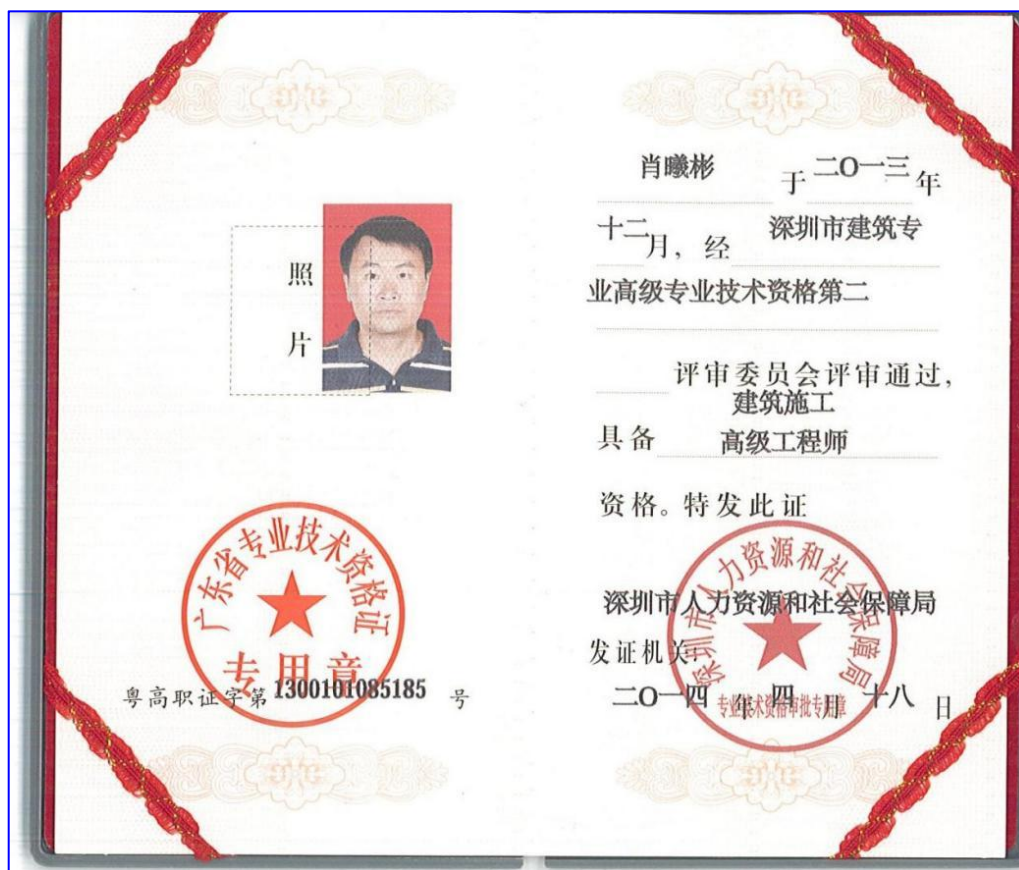 照
片
广东省专业技术资格证
专用章
粤高职证字第 1300101085185 号
肖曦彬 于 二O一三 年
十二 月，经 深圳市建筑专
业高级专业技术资格第二
评审委员会评审通过，
建筑施工
具备 高级工程师
资格。特发此证
深圳市人力资源和社会保障局
深圳市人力资源和社会保障局
发证机关：
二O一四 年 四 月 十八 日
专业技术资格审批专用章